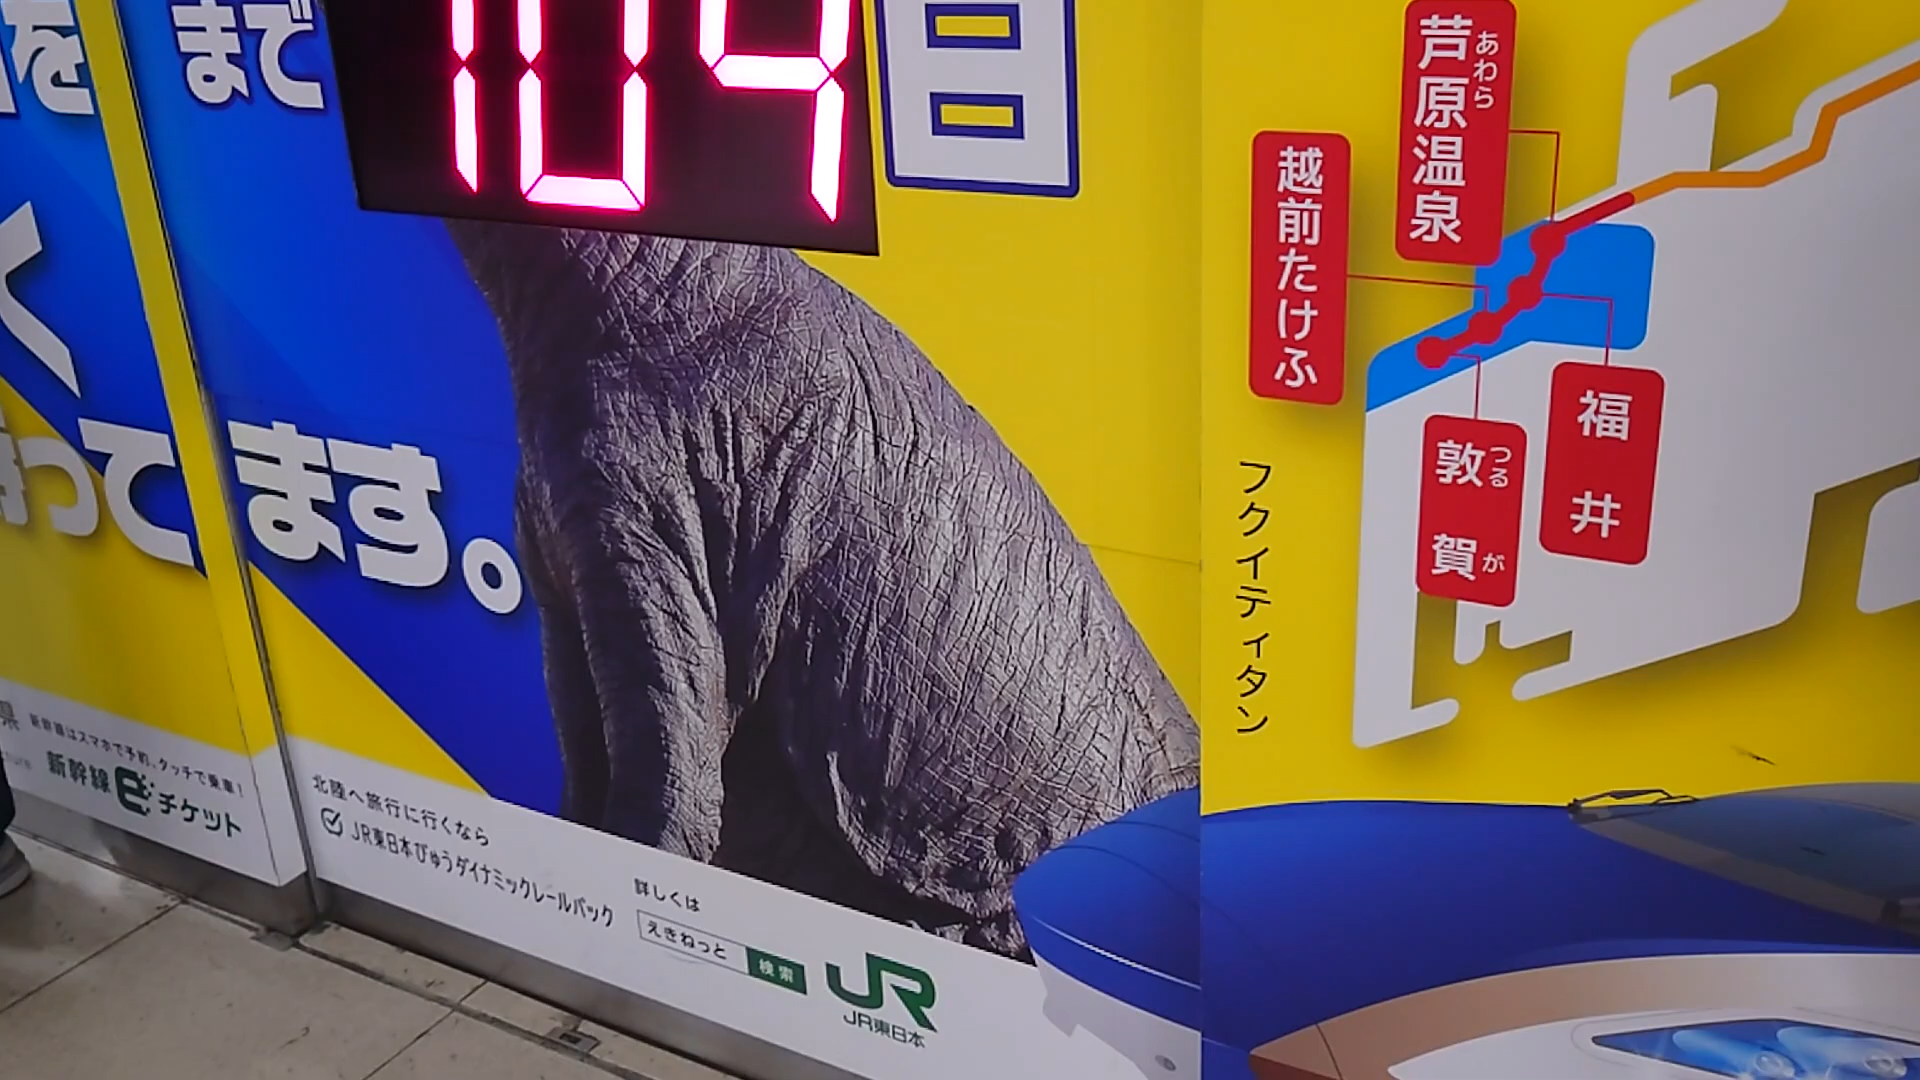 を
まで
109
日
く
待って
ます。
県
新幹線はスマホで予約、タッチで乗車!
新幹線eチケット
北陸へ旅行に行くなら
JR東日本びゅうダイナミックレールパック
詳しくは
えきねっと
検索
JR
JR東日本
あわら
芦原温泉
越前たけふ
福井
つるが
敦賀
フクイティタン